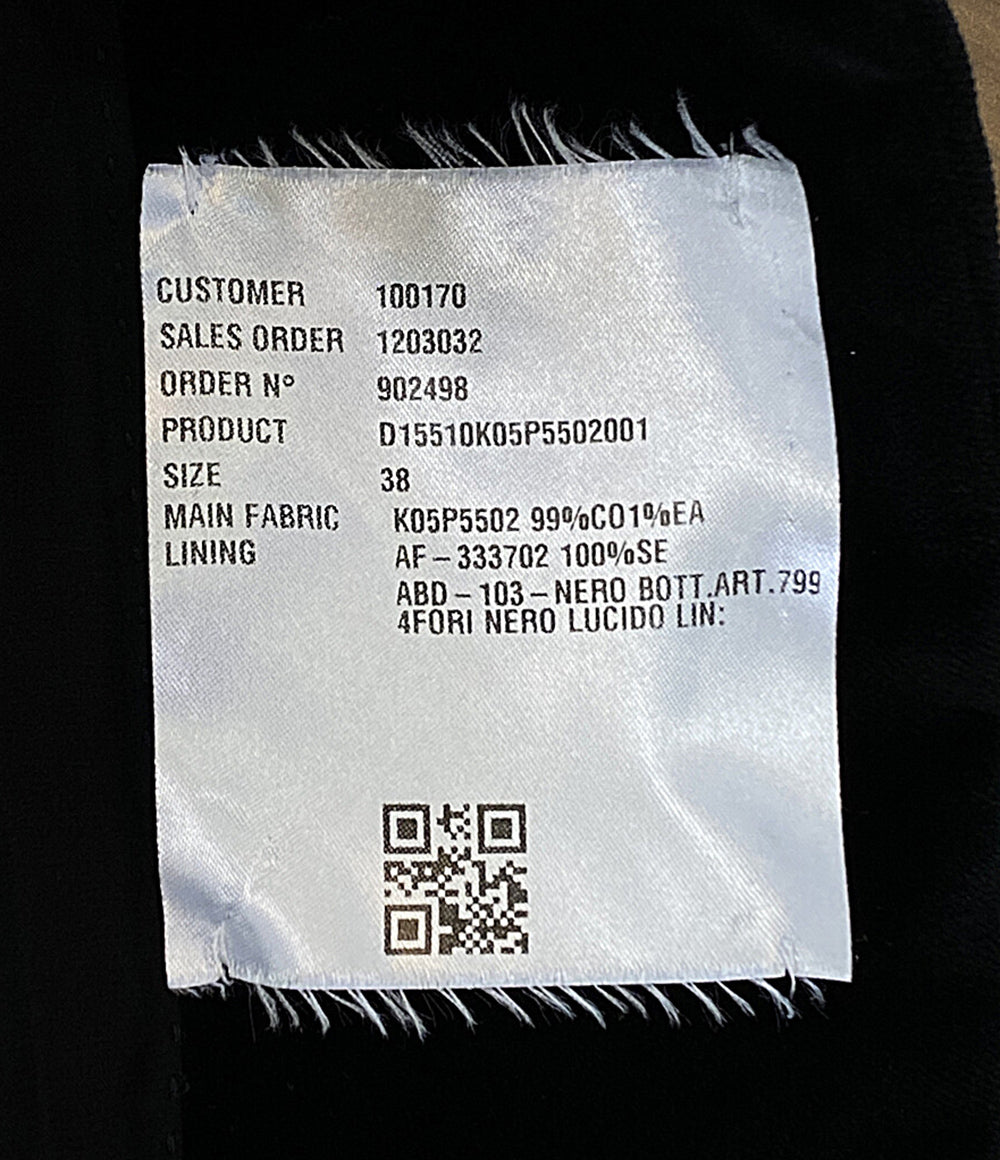 CUSTOMER 100170
SALES ORDER 1203032
ORDER N° 902498
PRODUCT D15510K05P5502001
SIZE 38
MAIN FABRIC K05P5502 99%CO1%EA
LINING AF-333702 100%SE
ABD-103-NERO BOTT.ART.799
4FORI NERO LUCIDO LIN: